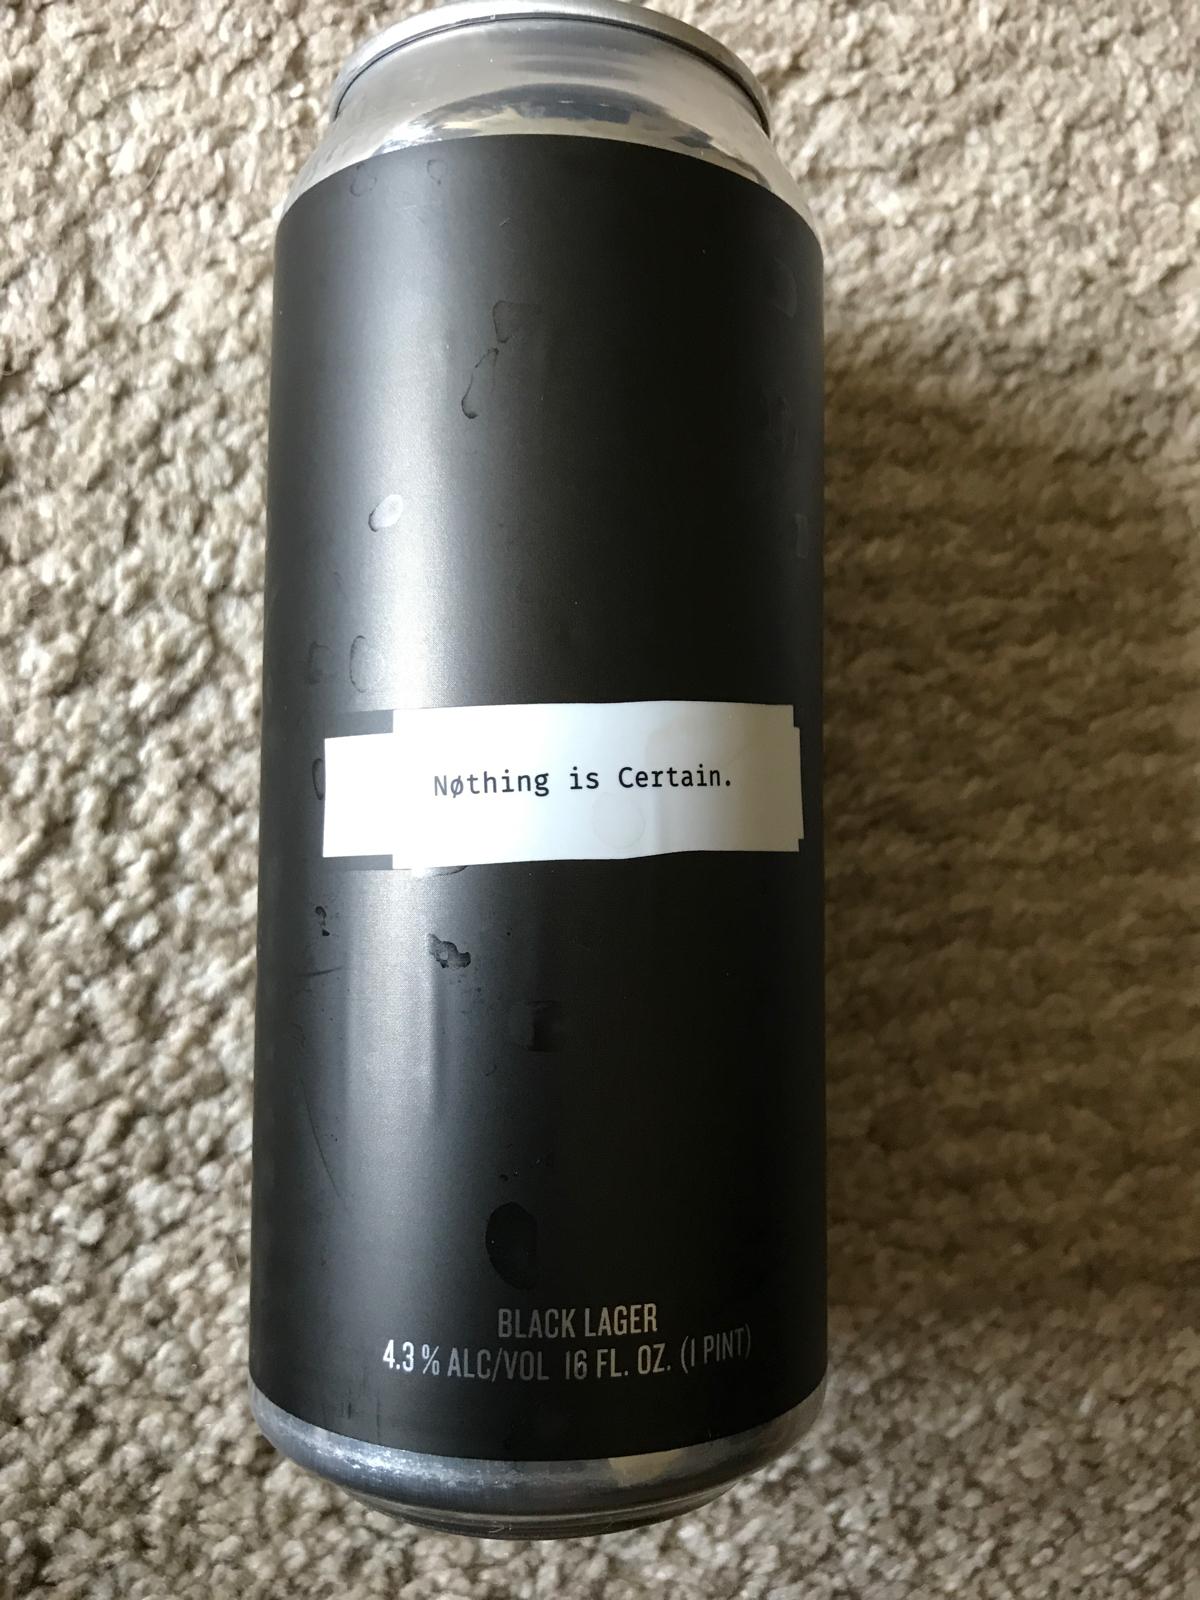 Nøthing is Certain.
BLACK LAGER
4.3% ALC/VOL 16 FL. OZ. (1 PINT)